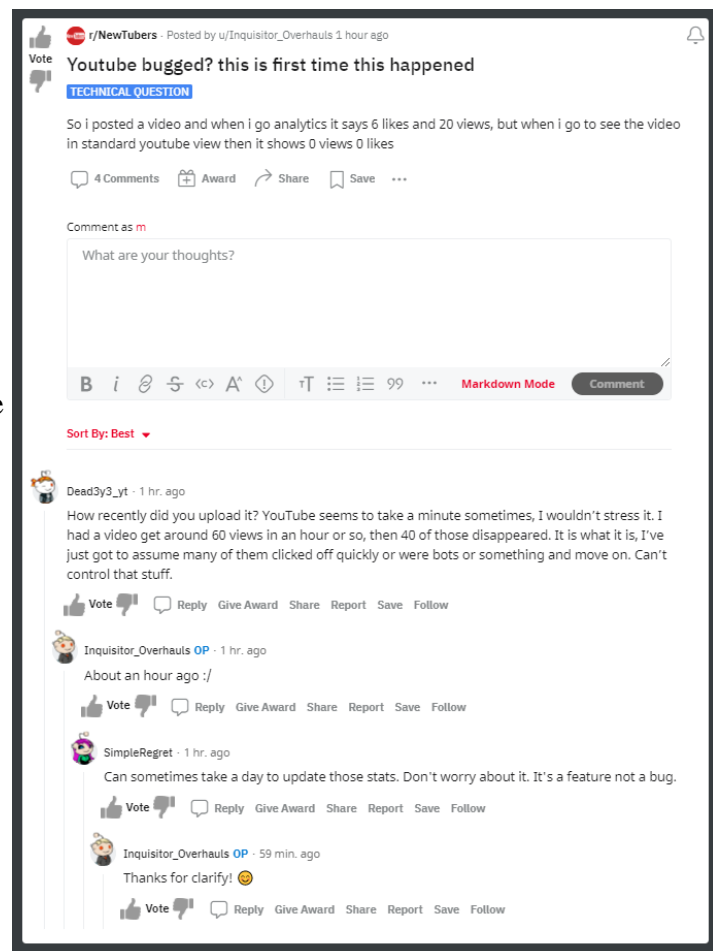 r/NewTubers · Posted by u/Inquisitor_Overhauls 1 hour ago
Vote
Youtube bugged? this is first time this happened
TECHNICAL QUESTION
So i posted a video and when i go analytics it says 6 likes and 20 views, but when i go to see the video
in standard youtube view then it shows 0 views 0 likes
4 Comments Award Share Save ...
Comment as m
What are your thoughts?
B i S <c> A^ T 99 ... Markdown Mode Comment
Sort By: Best
Dead3y3_yt · 1 hr. ago
How recently did you upload it? YouTube seems to take a minute sometimes, I wouldn't stress it. I
had a video get around 60 views in an hour or so, then 40 of those disappeared. It is what it is, I've
just got to assume many of them clicked off quickly or were bots or something and move on. Can't
control that stuff.
Vote Reply Give Award Share Report Save Follow
Inquisitor_Overhauls OP · 1 hr. ago
About an hour ago :/
Vote Reply Give Award Share Report Save Follow
SimpleRegret · 1 hr. ago
Can sometimes take a day to update those stats. Don't worry about it. It's a feature not a bug.
Vote Reply Give Award Share Report Save Follow
Inquisitor_Overhauls OP · 59 min. ago
Thanks for clarify! 😊
Vote Reply Give Award Share Report Save Follow